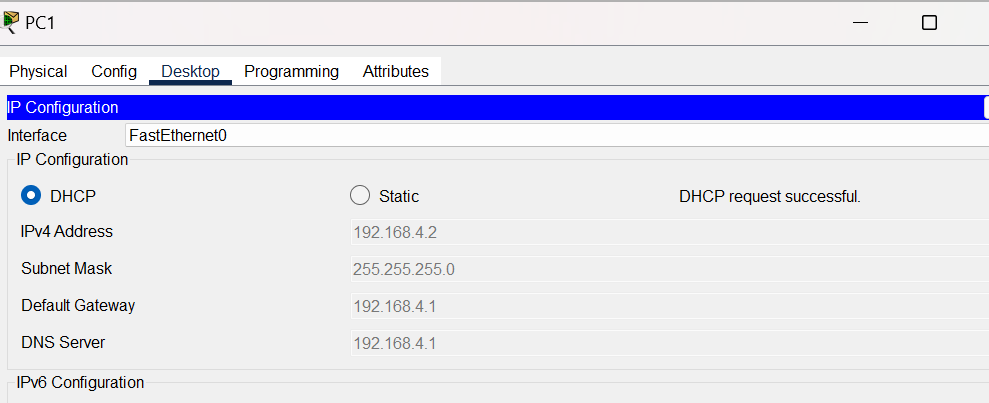 PC1
Physical Config Desktop Programming Attributes
IP Configuration
Interface FastEthernet0
IP Configuration
DHCP Static DHCP request successful.
IPv4 Address 192.168.4.2
Subnet Mask 255.255.255.0
Default Gateway 192.168.4.1
DNS Server 192.168.4.1
IPv6 Configuration